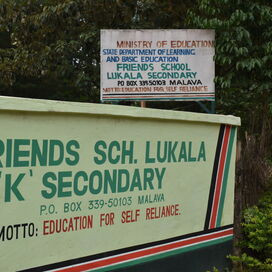 MINISTRY OF EDUCATION
STATE DEPARTMENT OF LEARNING
AND BASIC EDUCATION
FRIENDS SCHOOL
LUKALA SECONDARY
PO BOX 339-50103 MALAVA
MOTTO: EDUCATION FOR SELF RELIANCE
RIENDS SCH. LUKALA
'K' SECONDARY
P.O. BOX 339-50103 MALAVA
MOTTO: EDUCATION FOR SELF RELIANCE.